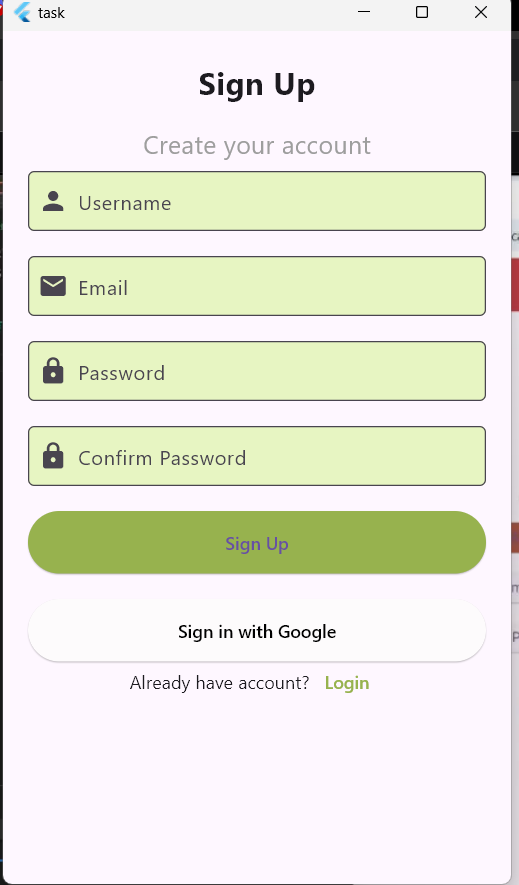 task
Sign Up
Create your account
Username
Email
Password
Confirm Password
Sign Up
Sign in with Google
Already have account? Login